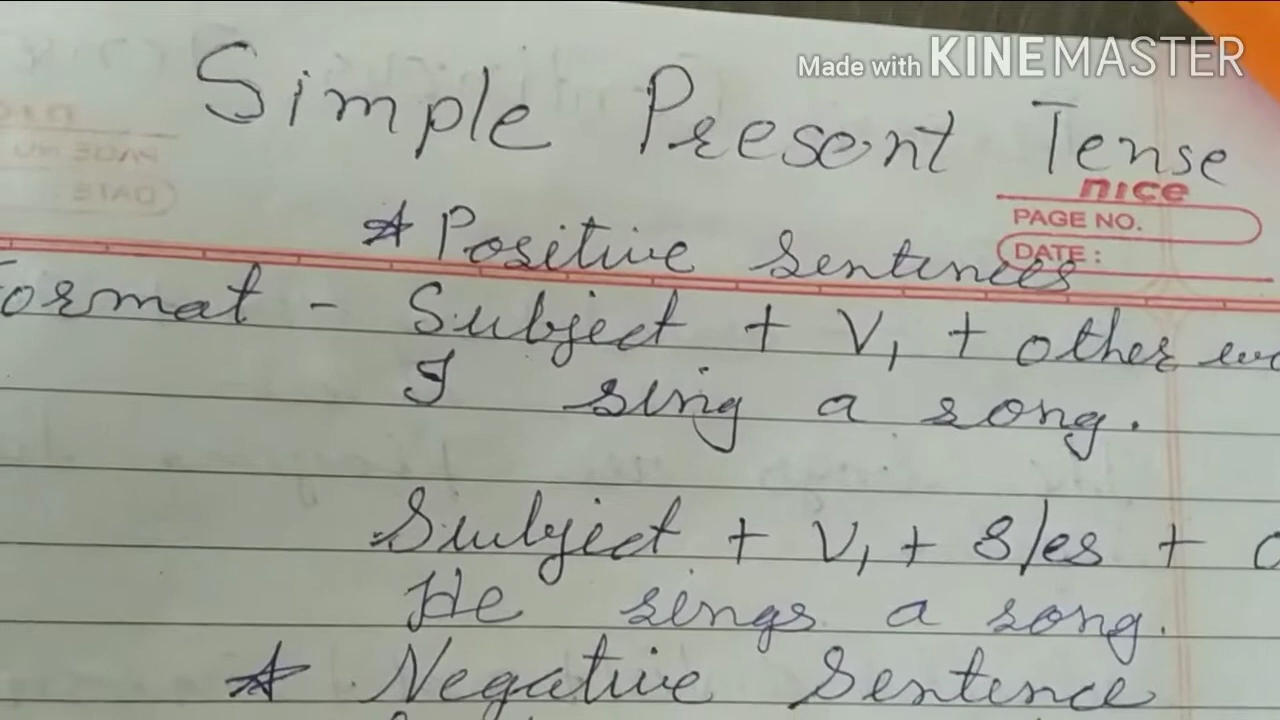 Made with KINEMASTER
Simple Present Tense
nice
PAGE NO.
DATE :
* Positive Sentences
Format - Subject + V1 + other
I sing a song.
Subject + V1 + s/es +
He sings a song.
* Negative Sentence